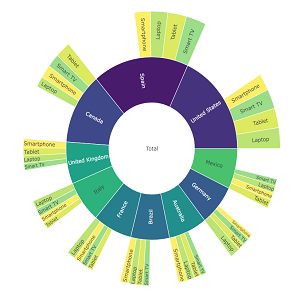 Total
Spain
Smartphone
Laptop
Tablet
Smart TV
United States
Smartphone
Smart TV
Tablet
Laptop
Mexico
Smart TV
Laptop
Smartphone
Tablet
Germany
Smartphone
Smart TV
Tablet
Laptop
Australia
Smart TV
Laptop
Tablet
Smartphone
Brazil
Smart TV
Tablet
Laptop
Smartphone
France
Tablet
Smart TV
Smartphone
Laptop
Italy
Tablet
Smartphone
Smart TV
Laptop
United Kingdom
Smart TV
Laptop
Tablet
Smartphone
Canada
Laptop
Smartphone
Smart TV
Tablet